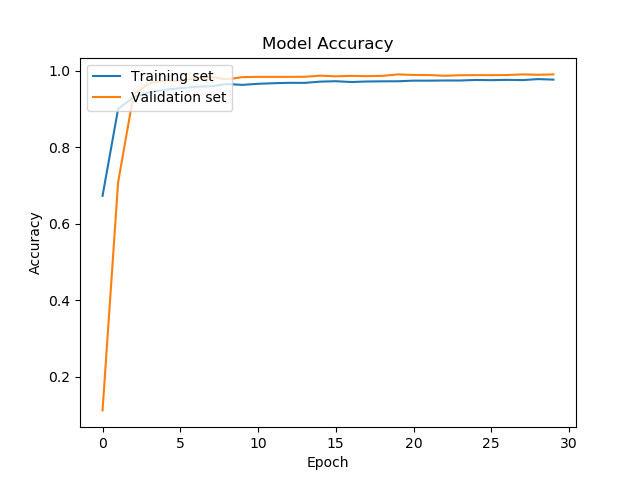 Model Accuracy
Training set
Validation set
1.0
0.8
0.6
0.4
0.2
Accuracy
0 5 10 15 20 25 30
Epoch